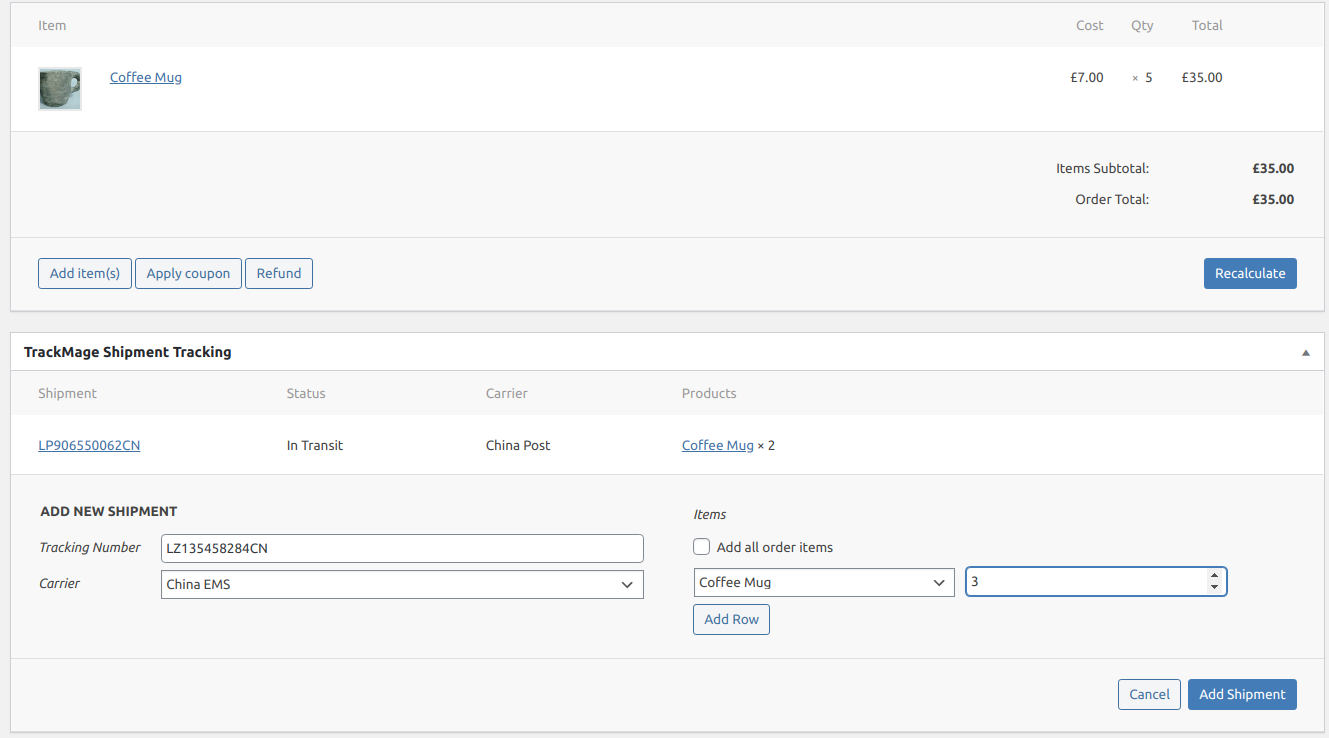 Item Cost Qty Total
Coffee Mug £7.00 × 5 £35.00
Items Subtotal: £35.00
Order Total: £35.00
Add item(s) Apply coupon Refund Recalculate
TrackMage Shipment Tracking ▲
Shipment Status Carrier Products
LP906550062CN In Transit China Post Coffee Mug × 2
ADD NEW SHIPMENT
Items
Tracking Number LZ135458284CN
Add all order items
Carrier China EMS
Coffee Mug 3
Add Row
Cancel Add Shipment